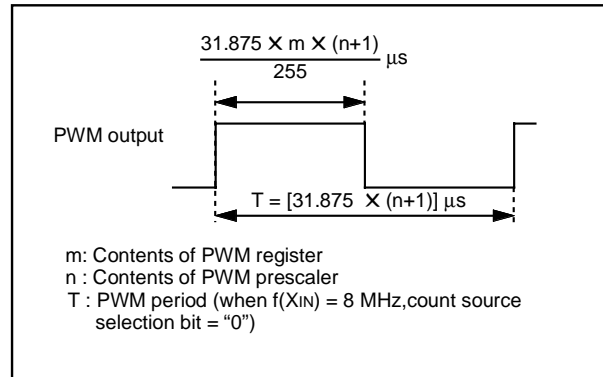 31.875 × m × (n+1)
255
μs
PWM output
T = [31.875 × (n+1)] μs
m: Contents of PWM register
n : Contents of PWM prescaler
T : PWM period (when f(XIN) = 8 MHz,count source
selection bit = “0”)